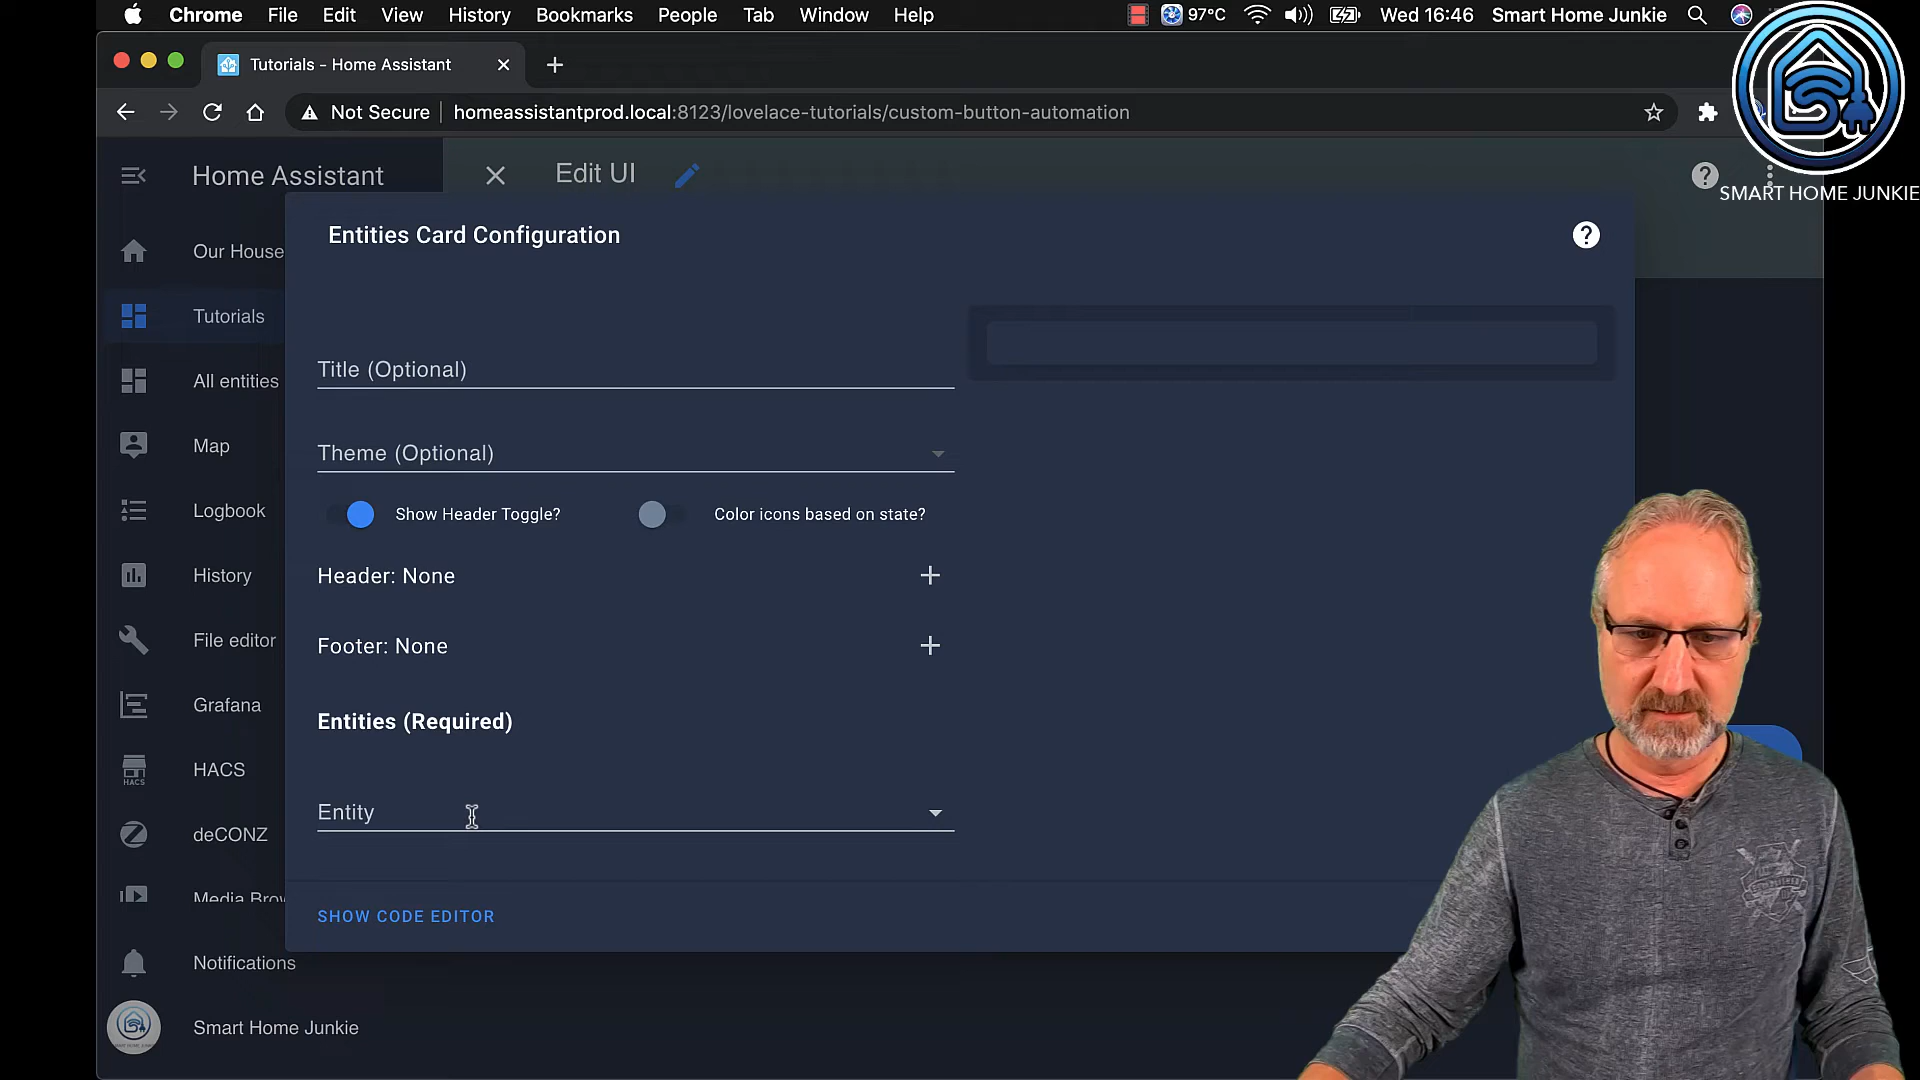 Chrome File Edit View History Bookmarks People Tab Window Help 97°C Wed 16:46 Smart Home Junkie
Tutorials - Home Assistant
Not Secure homeassistantprod.local:8123/lovelace-tutorials/custom-button-automation
SMART HOME JUNKIE
Home Assistant
Edit UI
Our House
Tutorials
All entities
Map
Logbook
History
File editor
Grafana
HACS
HACS
deCONZ
Media Brow
Notifications
Smart Home Junkie
Entities Card Configuration
Title (Optional)
Theme (Optional)
Show Header Toggle? Color icons based on state?
Header: None
Footer: None
Entities (Required)
Entity
SHOW CODE EDITOR